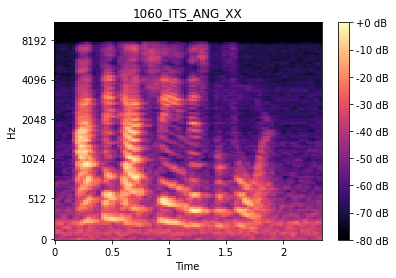 1060_ITS_ANG_XX
+0 dB
8192
-10 dB
4096
-20 dB
-30 dB
2048
Hz
-40 dB
1024
-50 dB
-60 dB
512
-70 dB
0
-80 dB
0
0.5
1
1.5
2
Time